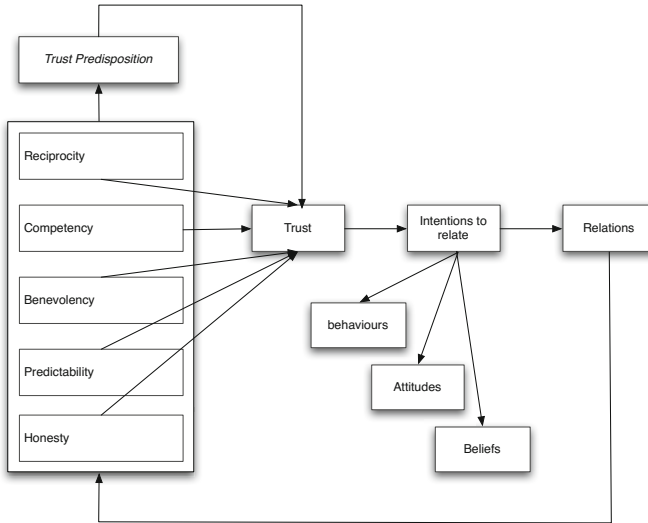 Trust Predisposition
Reciprocity
Competency
Benevolency
Predictability
Honesty
Trust
Intentions to
relate
Relations
behaviours
Attitudes
Beliefs